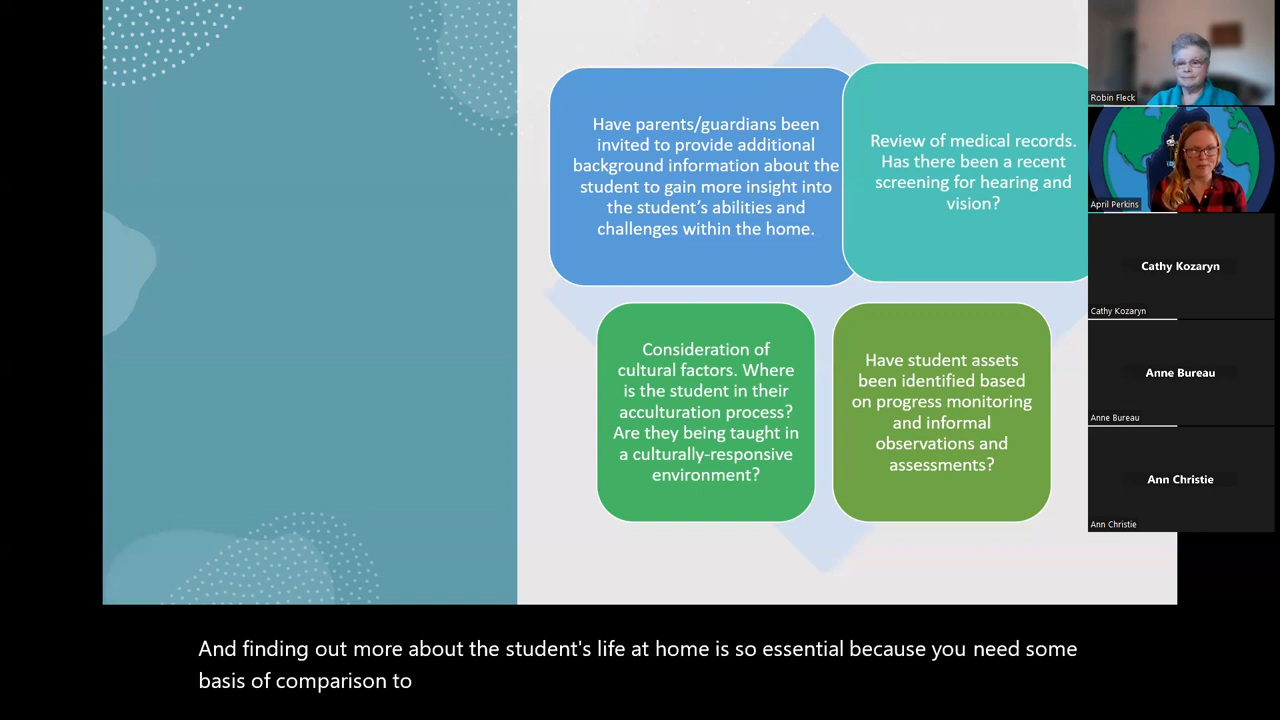 Have parents/guardians been
invited to provide additional
background information about the
student to gain more insight into
the student's abilities and
challenges within the home.
Review of medical records.
Has there been a recent
screening for hearing and
vision?
Consideration of
cultural factors. Where
is the student in their
acculturation process?
Are they being taught in
a culturally-responsive
environment?
Have student assets
been identified based
on progress monitoring
and informal
observations and
assessments?
Robin Fleck
April Perkins
Cathy Kozaryn
Cathy Kozaryn
Anne Bureau
Anne Bureau
Ann Christie
Ann Christie
And finding out more about the student's life at home is so essential because you need some
basis of comparison to